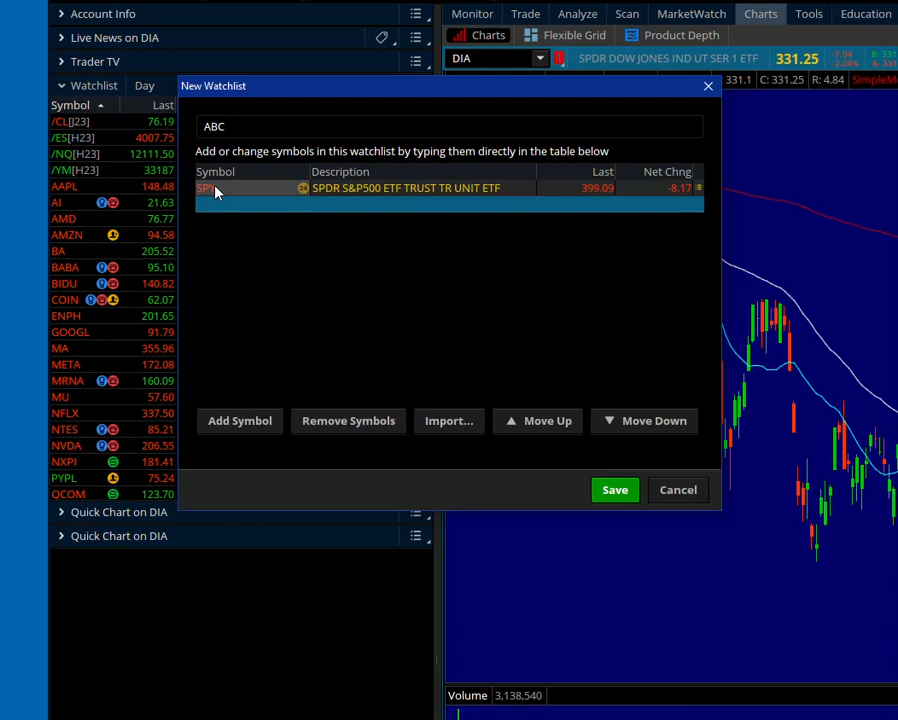 Account Info
Live News on DIA
Trader TV
Watchlist Day
Symbol Last
/CL[J23] 76.19
/ES[H23] 4007.75
/NQ[H23] 12111.50
/YM[H23] 33187
AAPL 148.48
AI 21.63
AMD 76.77
AMZN 94.58
BA 205.52
BABA 95.10
BIDU 140.82
COIN 62.07
ENPH 201.65
GOOGL 91.79
MA 355.96
META 172.08
MRNA 160.09
MU 57.60
NFLX 337.50
NTES 85.21
NVDA 206.55
NXPI 181.41
PYPL 75.24
QCOM 123.70
Quick Chart on DIA
Quick Chart on DIA
Monitor Trade Analyze Scan MarketWatch Charts Tools Education
Charts Flexible Grid Product Depth
DIA SPDR DOW JONES IND UT SER 1 ETF 331.25 -7.04 B: 331
-2.08% A: 331
331.1 C: 331.25 R: 4.84 SimpleM
New Watchlist
ABC
Add or change symbols in this watchlist by typing them directly in the table below
Symbol Description Last Net Chng
SPY SPDR S&P500 ETF TRUST TR UNIT ETF 399.09 -8.17
Add Symbol Remove Symbols Import... Move Up Move Down
Save Cancel
Volume 3,138,540